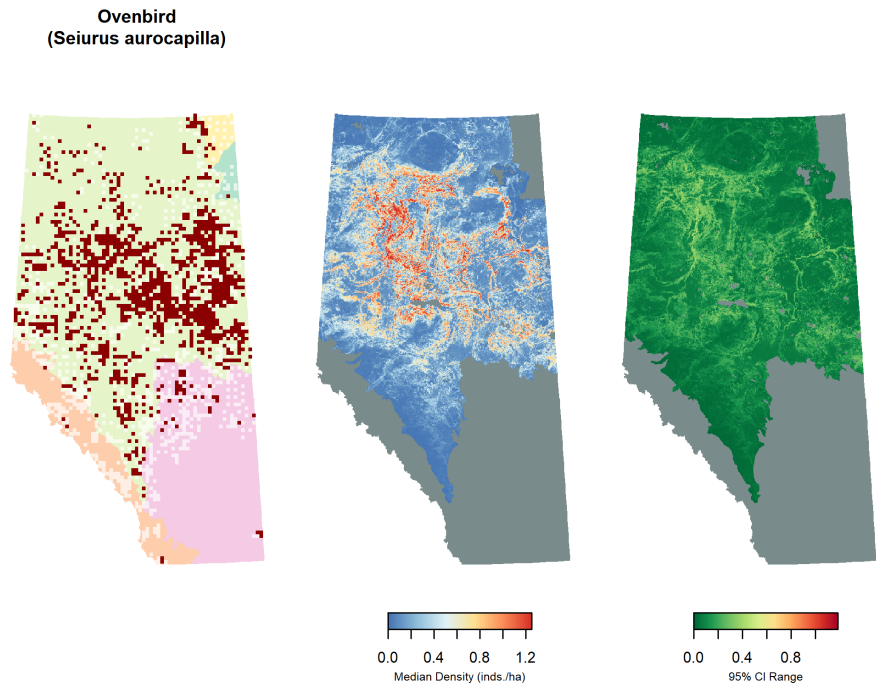 Ovenbird
(Seiurus aurocapilla)
0.0 0.4 0.8 1.2
Median Density (inds./ha)
0.0 0.4 0.8
95% CI Range